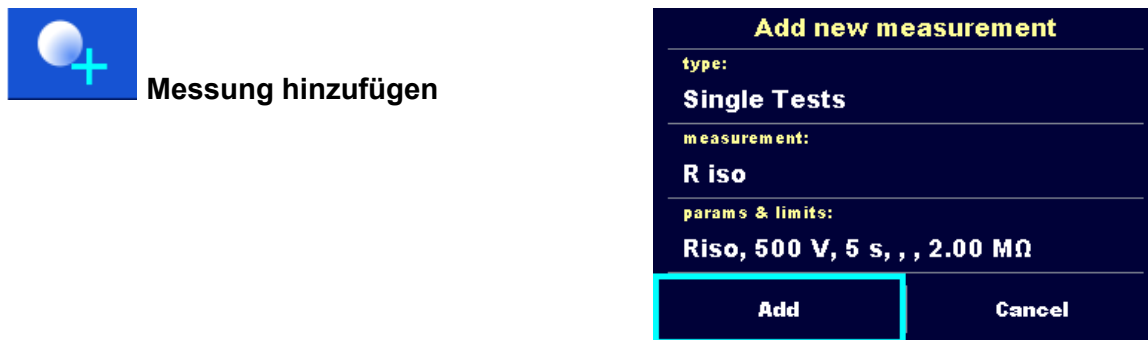 Messung hinzufügen
Add new measurement
type:
Single Tests
measurement:
R iso
params & limits:
Riso, 500 V, 5 s, , , 2.00 MΩ
Add Cancel